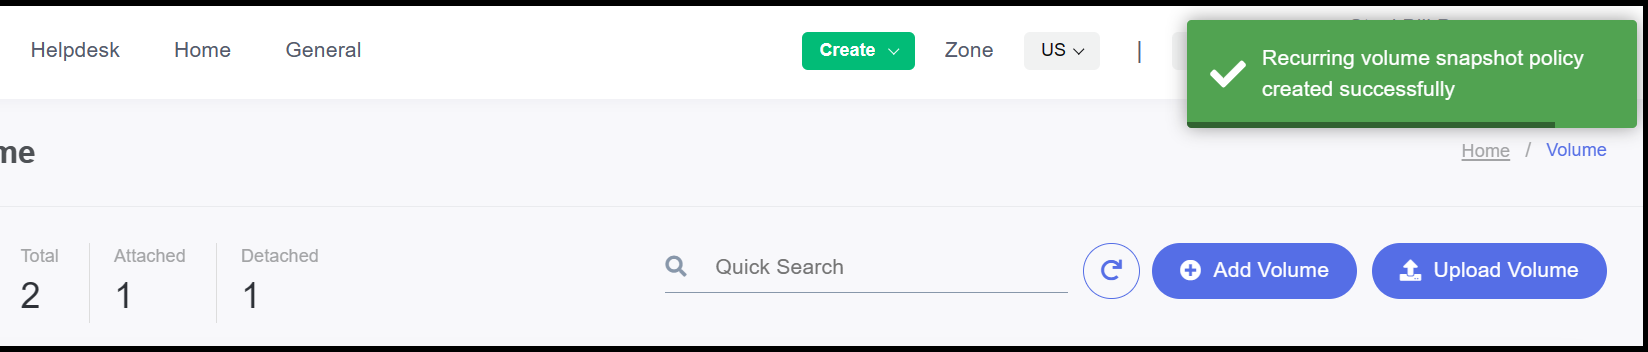 Helpdesk Home General Create Zone US |
Recurring volume snapshot policy
created successfully
me
Home / Volume
Total Attached Detached
2 1 1
Quick Search
Add Volume
Upload Volume